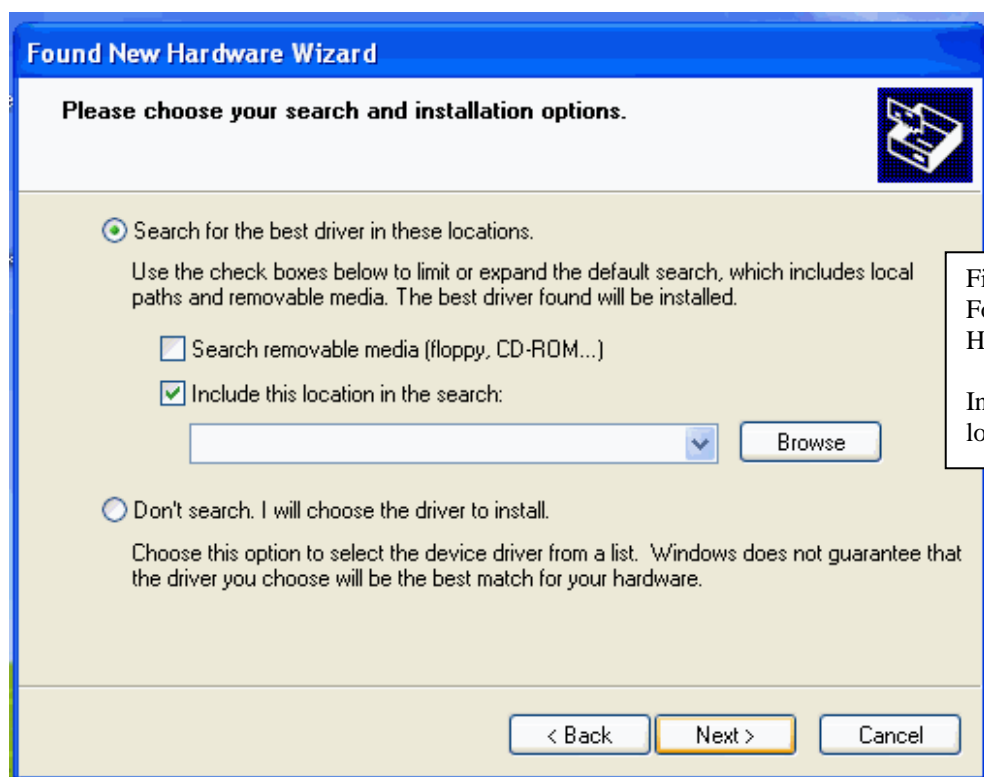 Found New Hardware Wizard
Please choose your search and installation options.
Search for the best driver in these locations.
Use the check boxes below to limit or expand the default search, which includes local
paths and removable media. The best driver found will be installed.
Search removable media (floppy, CD-ROM...)
Include this location in the search:
Browse
Don't search. I will choose the driver to install.
Choose this option to select the device driver from a list. Windows does not guarantee that
the driver you choose will be the best match for your hardware.
< Back
Next >
Cancel